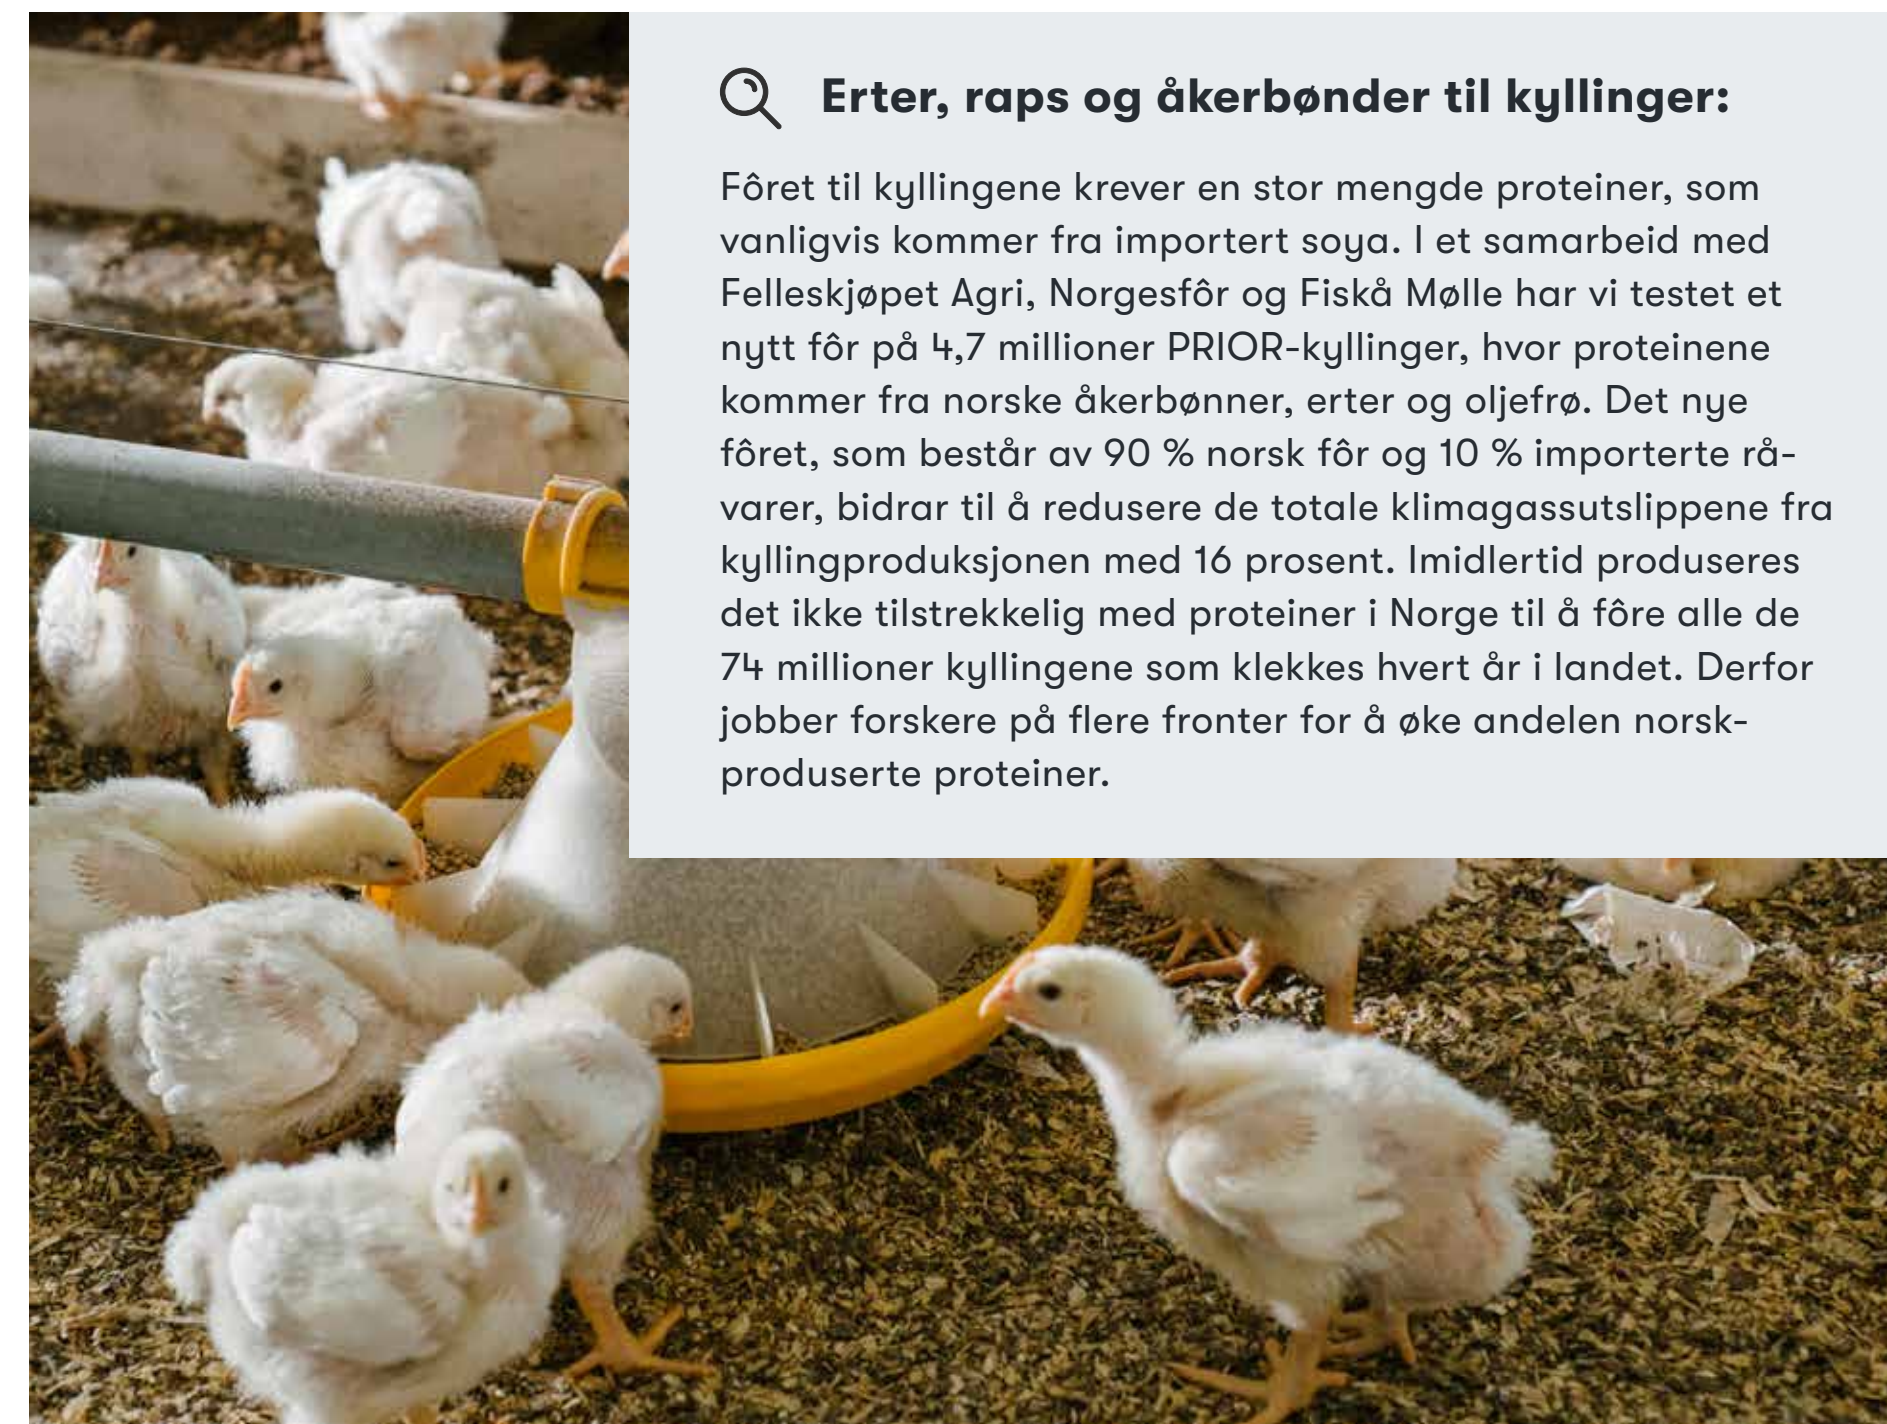 Erter, raps og åkerbønder til kyllinger:
Fôret til kyllingene krever en stor mengde proteiner, som
vanligvis kommer fra importert soya. I et samarbeid med
Felleskjøpet Agri, Norgesfôr og Fiskå Mølle har vi testet et
nytt fôr på 4,7 millioner PRIOR-kyllinger, hvor proteinene
kommer fra norske åkerbønner, erter og oljefrø. Det nye
fôret, som består av 90 % norsk fôr og 10 % importerte rå-
varer, bidrar til å redusere de totale klimagassutslippene fra
kyllingproduksjonen med 16 prosent. Imidlertid produseres
det ikke tilstrekkelig med proteiner i Norge til å fôre alle de
74 millioner kyllingene som klekkes hvert år i landet. Derfor
jobber forskere på flere fronter for å øke andelen norsk-
produserte proteiner.